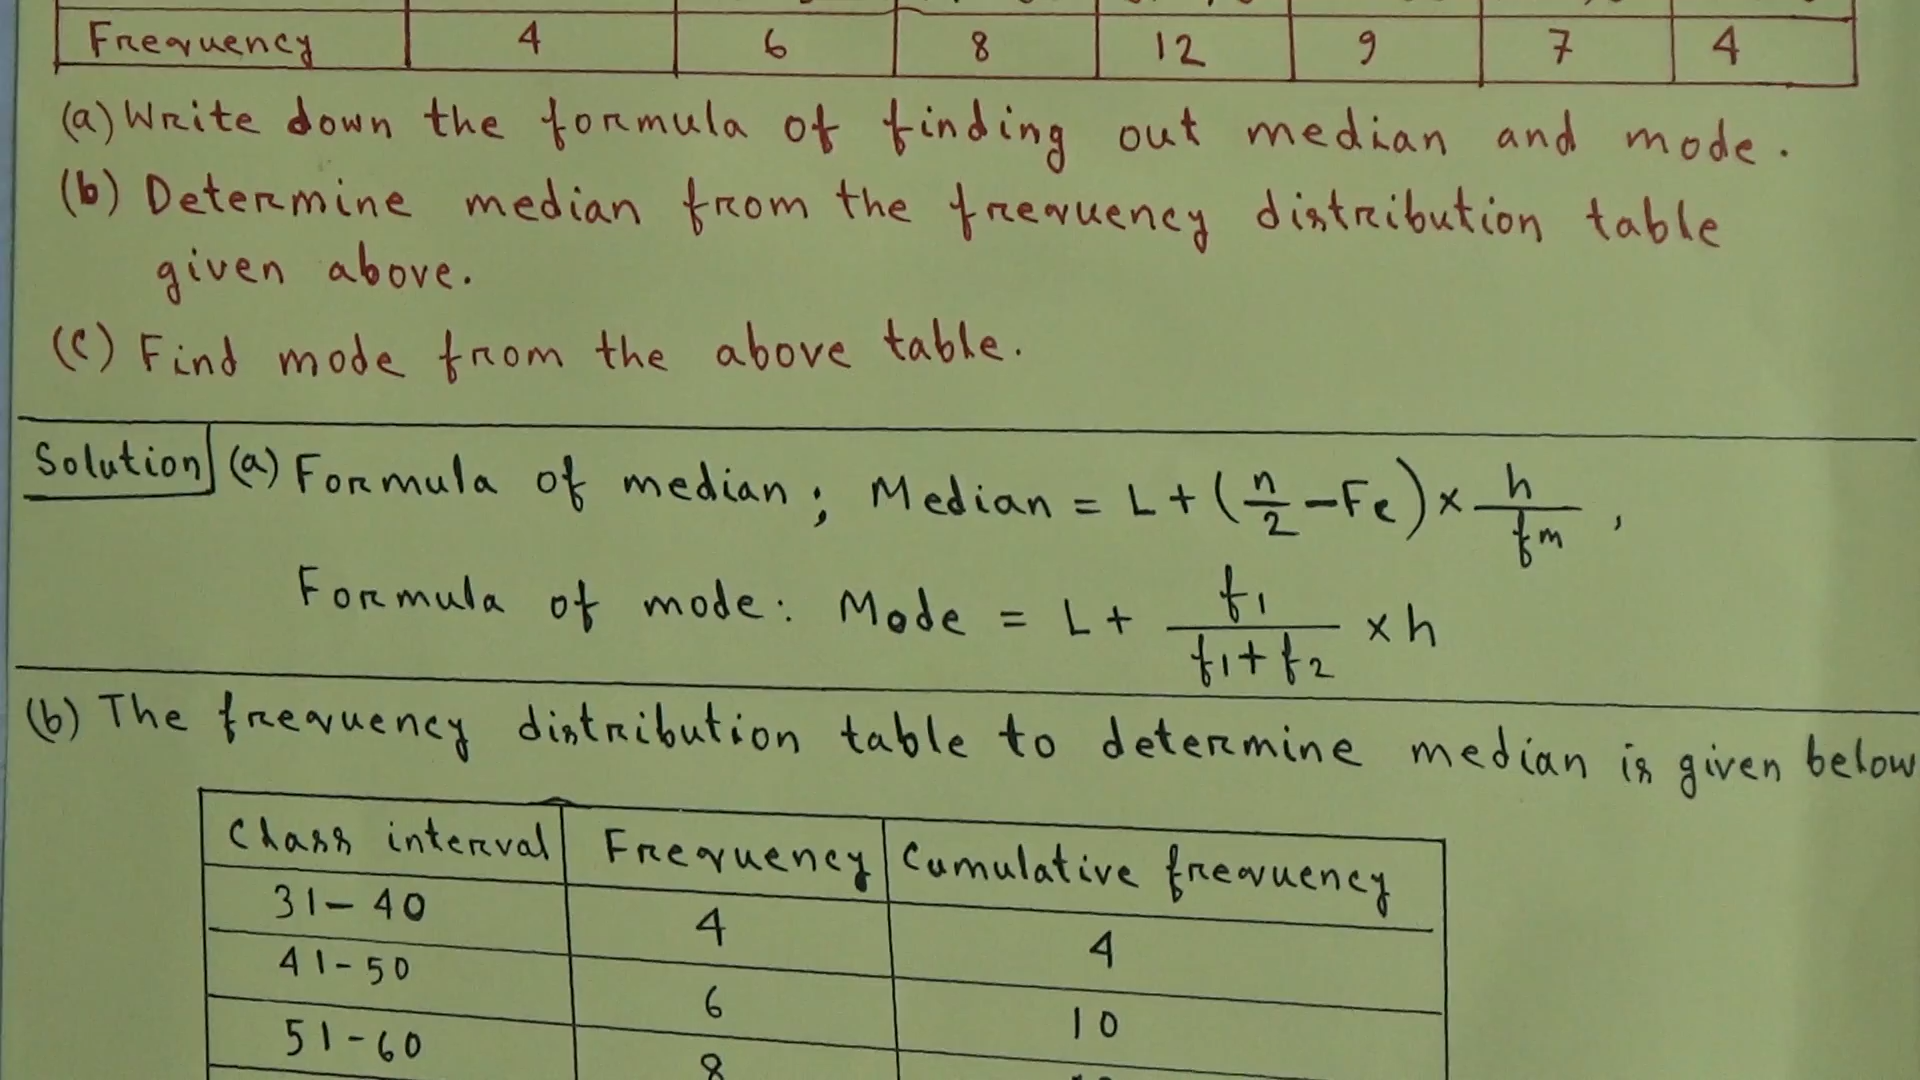 Frequency 4 6 8 12 9 7 4
(a) Write down the formula of finding out median and mode.
(b) Determine median from the frequency distribution table
given above.
(c) Find mode from the above table.
Solution (a) Formula of median; Median = L + (n/2 - Fc) × h/fm ,
Formula of mode: Mode = L + f1/(f1+f2) × h
(b) The frequency distribution table to determine median is given below
Class interval Frequency Cumulative frequency
31-40 4 4
41-50 6 10
51-60 8